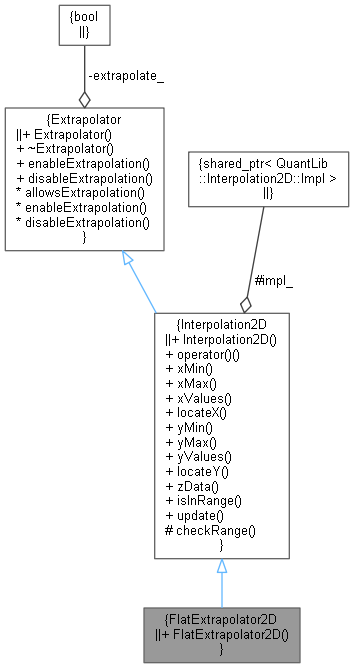 {bool
||}
-extrapolate_
{Extrapolator
||+ Extrapolator()
+ ~Extrapolator()
+ enableExtrapolation()
+ disableExtrapolation()
* allowsExtrapolation()
* enableExtrapolation()
* disableExtrapolation()
}
{shared_ptr< QuantLib
::Interpolation2D::Impl >
||}
#impl_
{Interpolation2D
||+ Interpolation2D()
+ operator()()
+ xMin()
+ xMax()
+ xValues()
+ locateX()
+ yMin()
+ yMax()
+ yValues()
+ locateY()
+ zData()
+ isInRange()
+ update()
# checkRange()
}
{FlatExtrapolator2D
||+ FlatExtrapolator2D()
}